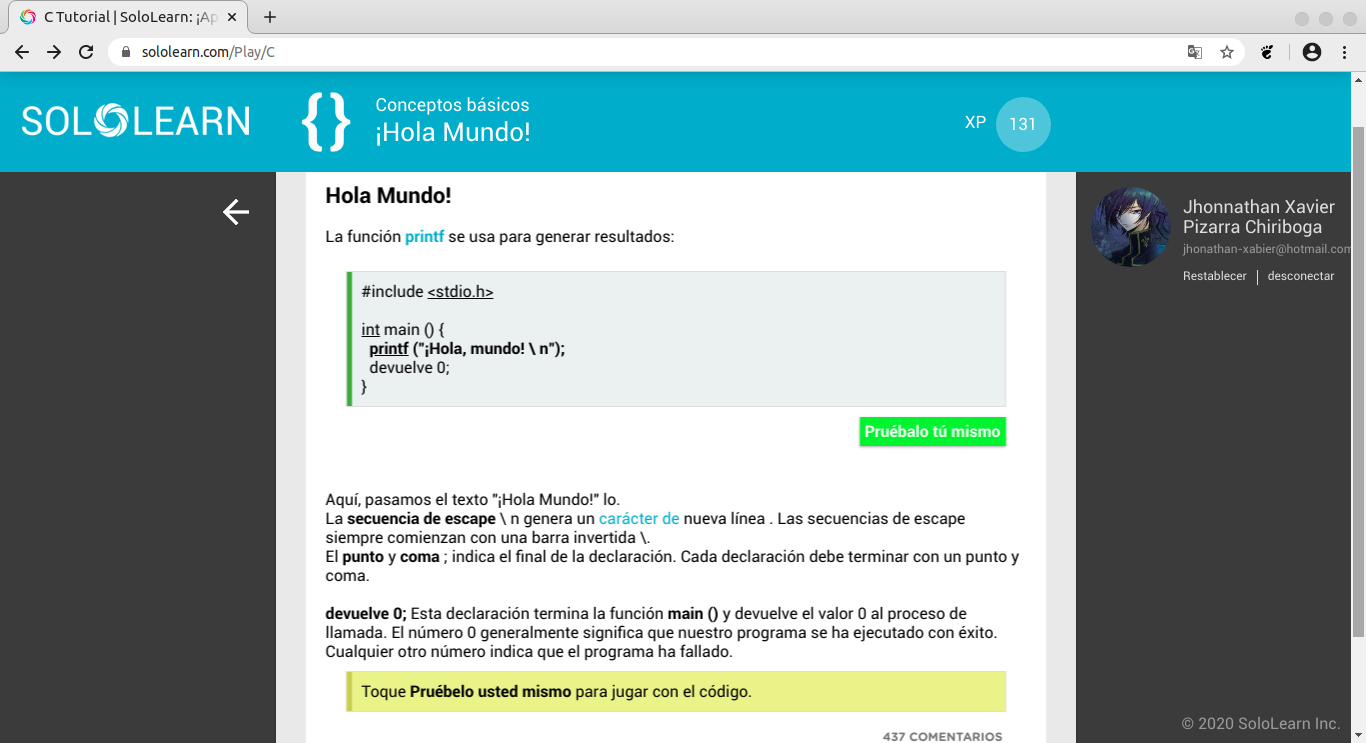 C Tutorial | SoloLearn: ¡Ap
sololearn.com/Play/C
SOLOLEARN
{ }
Conceptos básicos
¡Hola Mundo!
XP 131
Jhonnathan Xavier
Pizarra Chiriboga
jhonathan-xabier@hotmail.com
Restablecer | desconectar
Hola Mundo!
La función printf se usa para generar resultados:
#include <stdio.h>
int main () {
printf ("¡Hola, mundo! \ n");
devuelve 0;
}
Pruébalo tú mismo
Aquí, pasamos el texto "¡Hola Mundo!" lo.
La secuencia de escape \ n genera un carácter de nueva línea . Las secuencias de escape
siempre comienzan con una barra invertida \.
El punto y coma ; indica el final de la declaración. Cada declaración debe terminar con un punto y
coma.
devuelve 0; Esta declaración termina la función main () y devuelve el valor 0 al proceso de
llamada. El número 0 generalmente significa que nuestro programa se ha ejecutado con éxito.
Cualquier otro número indica que el programa ha fallado.
Toque Pruébelo usted mismo para jugar con el código.
437 COMENTARIOS
© 2020 SoloLearn Inc.